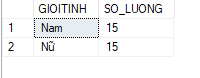 GIOITINH SO_LUONG
1 Nam 15
2 Nữ 15